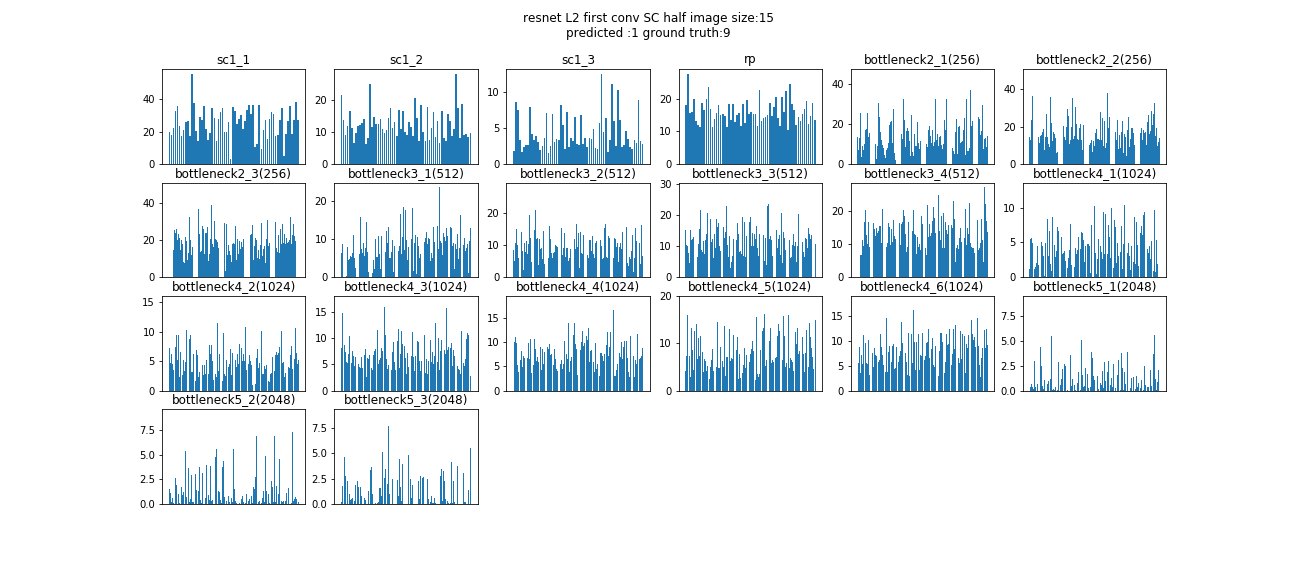 resnet L2 first conv SC half image size:15
predicted :1 ground truth:9
sc1_1 sc1_2 sc1_3 rp bottleneck2_1(256) bottleneck2_2(256)
40 20 0
20 10 0
10 5 0
20 10 0
40 20 0
40 20 0
bottleneck2_3(256) bottleneck3_1(512) bottleneck3_2(512) bottleneck3_3(512) bottleneck3_4(512) bottleneck4_1(1024)
40 20 0
20 10 0
20 10 0
30 20 10 0
20 10 0
10 5 0
bottleneck4_2(1024) bottleneck4_3(1024) bottleneck4_4(1024) bottleneck4_5(1024) bottleneck4_6(1024) bottleneck5_1(2048)
15 10 5 0
15 10 5 0
15 10 5 0
20 10 0
15 10 5 0
7.5 5.0 2.5 0.0
bottleneck5_2(2048) bottleneck5_3(2048)
7.5 5.0 2.5 0.0
7.5 5.0 2.5 0.0